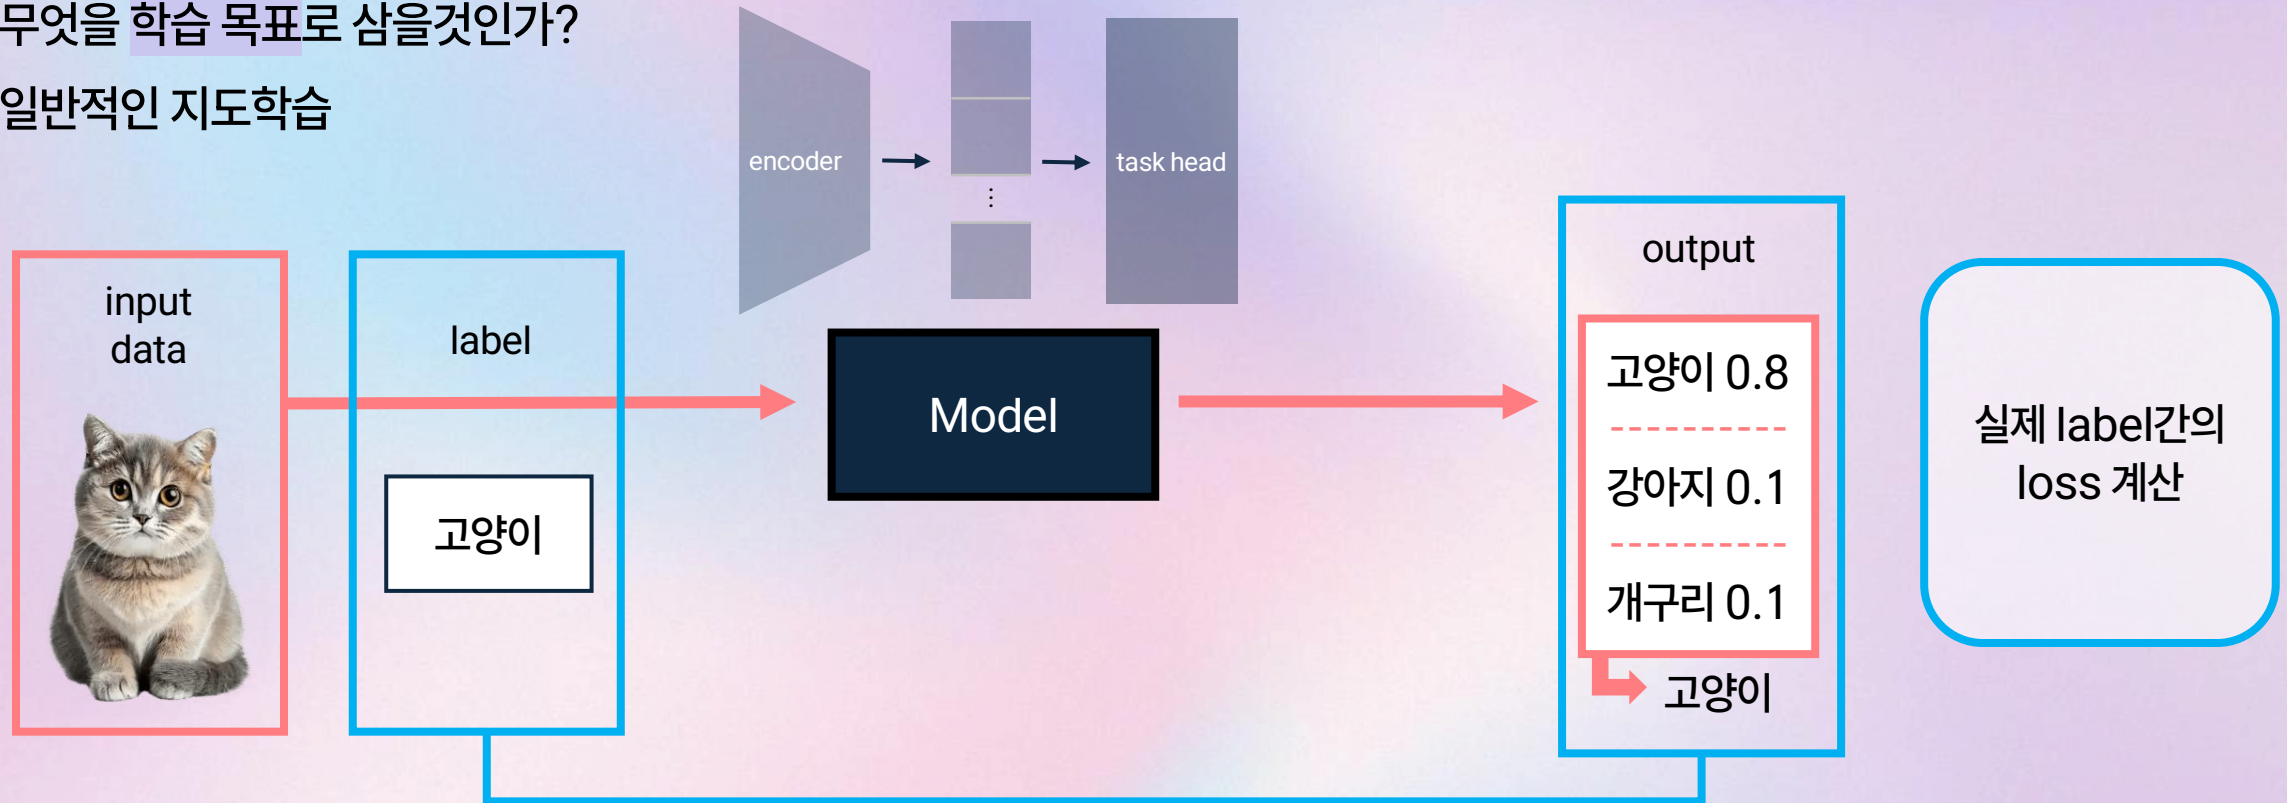 무엇을 학습 목표로 삼을것인가?
일반적인 지도학습
encoder
⋮
task head
input
data
label
고양이
Model
output
고양이 0.8
강아지 0.1
개구리 0.1
고양이
실제 label간의
loss 계산